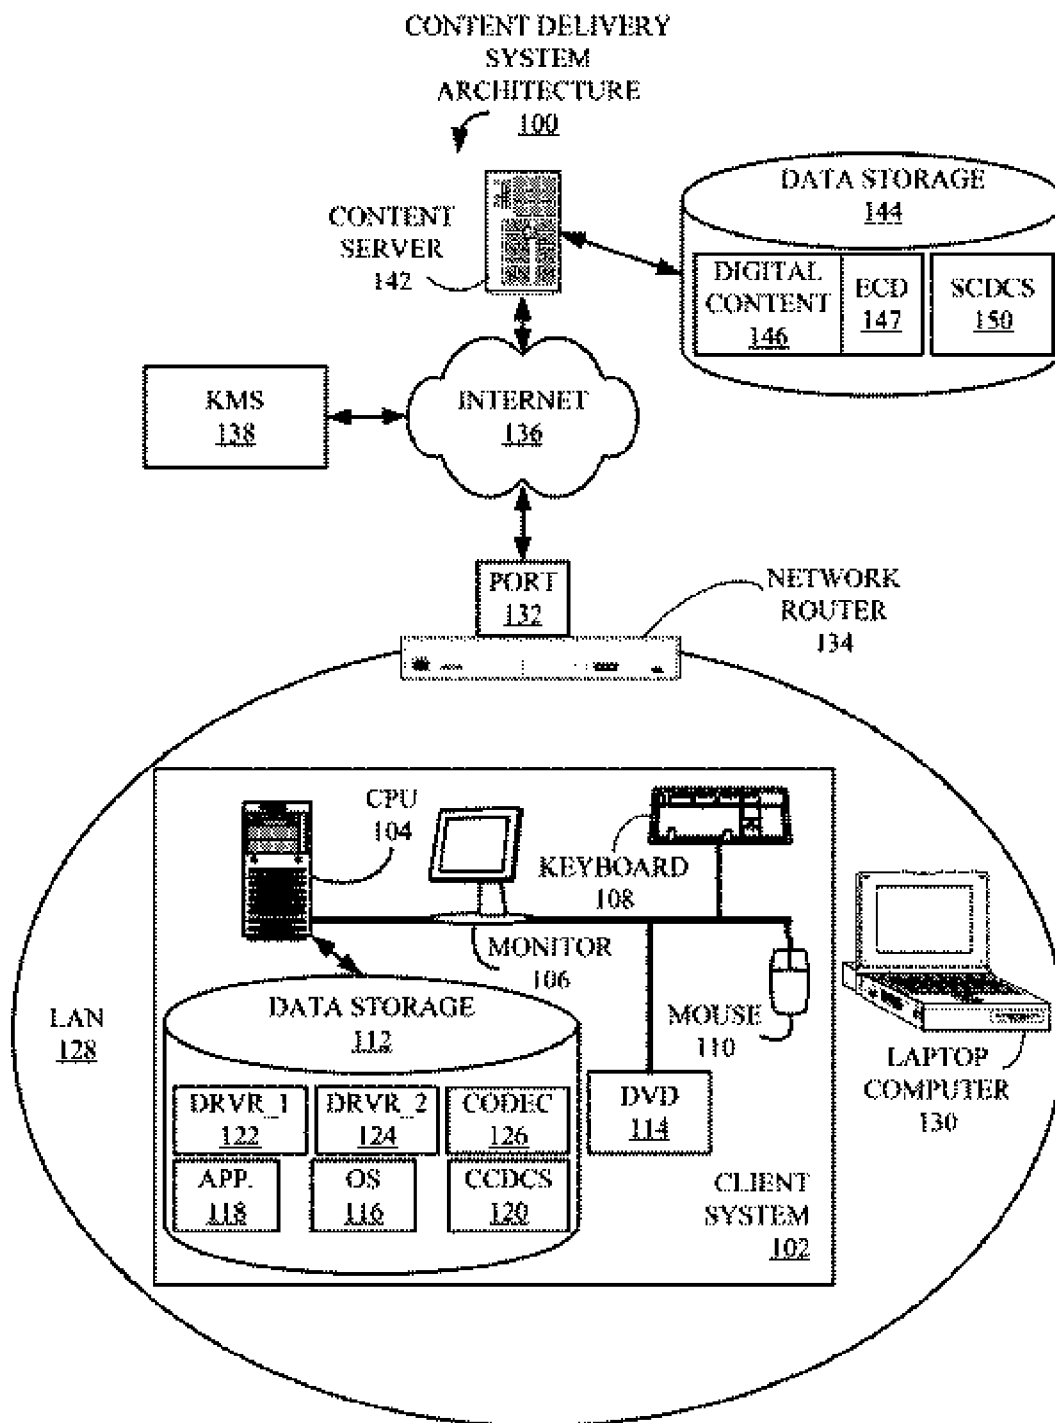 CONTENT DELIVERY
SYSTEM
ARCHITECTURE
100
DATA STORAGE
144
CONTENT
SERVER
142
DIGITAL
CONTENT
146
ECD
147
SCDCS
150
KMS
138
INTERNET
136
PORT
132
NETWORK
ROUTER
134
CPU
104
KEYBOARD
108
MONITOR
106
DATA STORAGE
112
MOUSE
110
LAN
128
LAPTOP
COMPUTER
130
DRVR_1
122
DRVR_2
124
CODEC
126
DVD
114
APP.
118
OS
116
CCDCS
120
CLIENT
SYSTEM
102